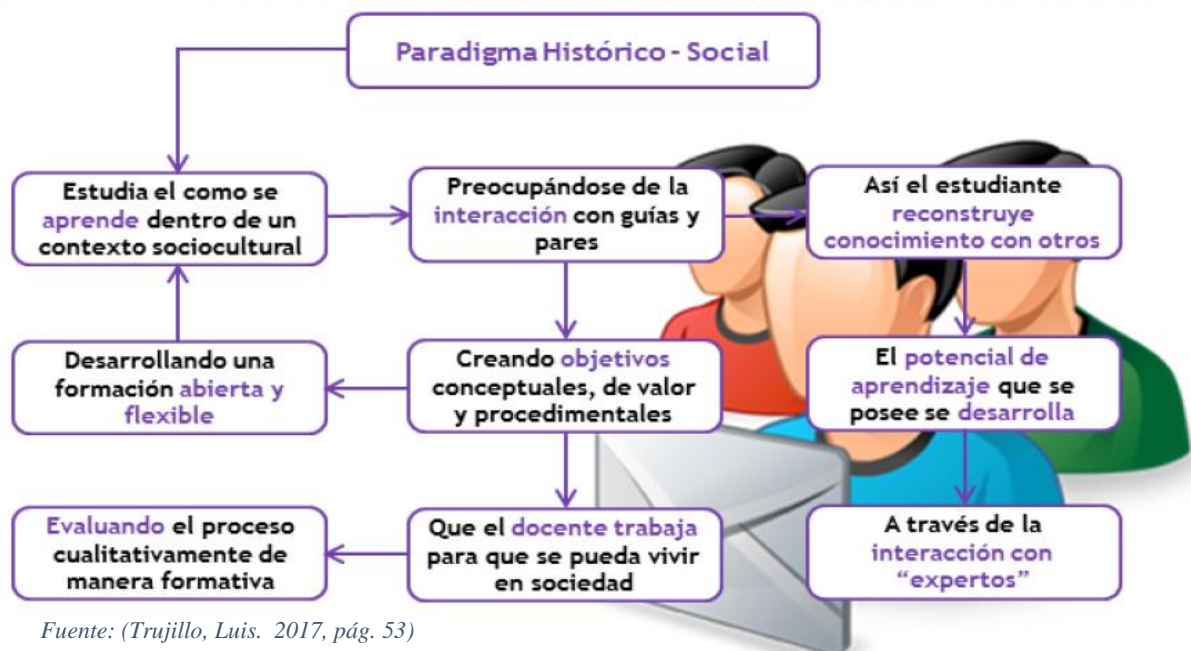 Paradigma Histórico - Social
Estudia el como se
aprende dentro de un
contexto sociocultural
Preocupándose de la
interacción con guías y
pares
Así el estudiante
reconstruye
conocimiento con otros
Desarrollando una
formación abierta y
flexible
Creando objetivos
conceptuales, de valor
y procedimentales
El potencial de
aprendizaje que se
posee se desarrolla
Evaluando el proceso
cualitativamente de
manera formativa
Que el docente trabaja
para que se pueda vivir
en sociedad
A través de la
interacción con
“expertos”
Fuente: (Trujillo, Luis. 2017, pág. 53)